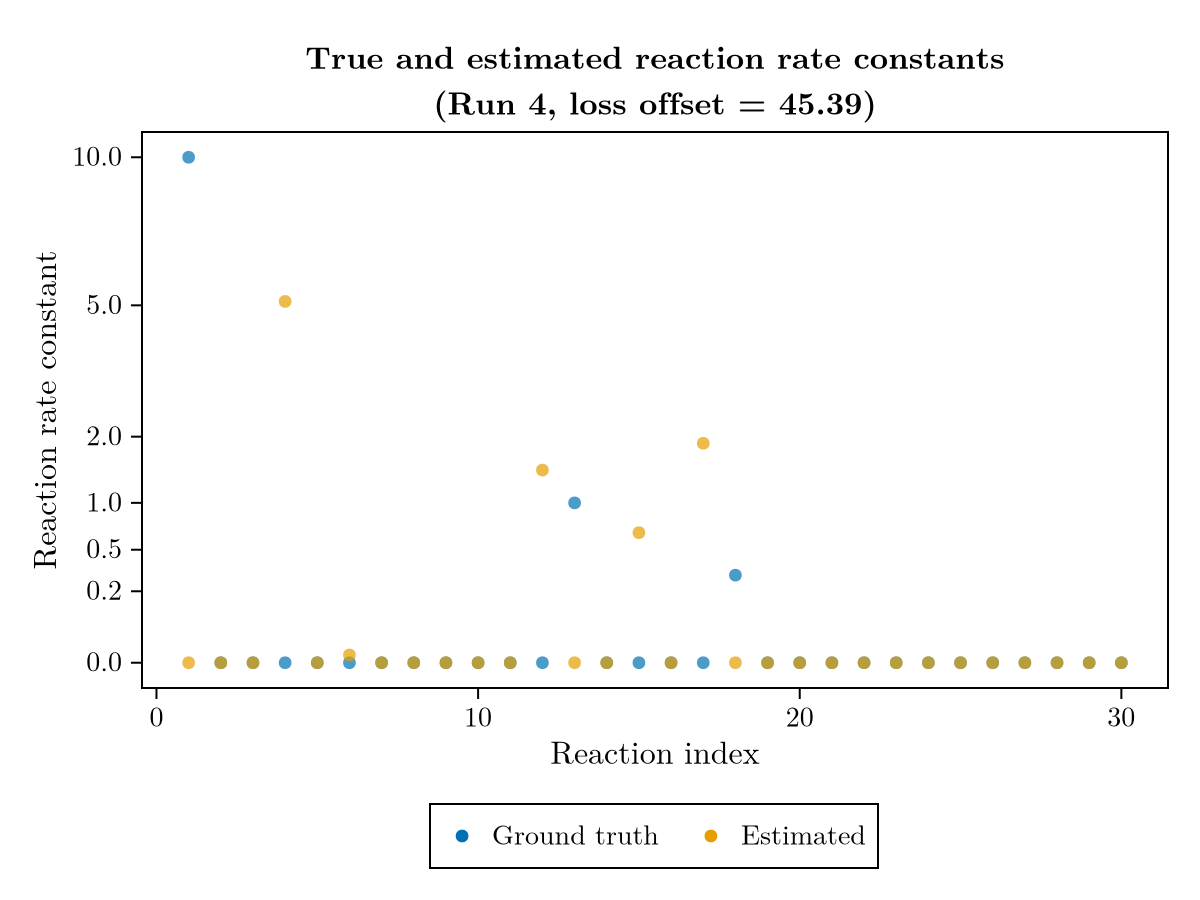 True and estimated reaction rate constants
(Run 4, loss offset = 45.39)
10.0
5.0
2.0
1.0
0.5
0.2
0.0
Reaction rate constant
0 10 20 30
Reaction index
Ground truth Estimated